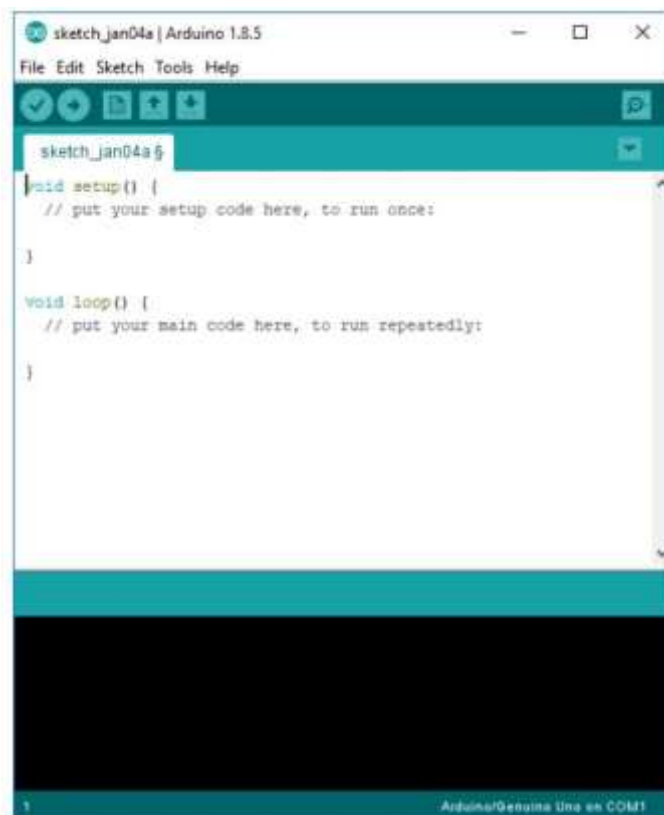 sketch_jan04a | Arduino 1.8.5
File Edit Sketch Tools Help
sketch_jan04a §
void setup() {
  // put your setup code here, to run once:
}
void loop() {
  // put your main code here, to run repeatedly:
}
1
Arduino/Genuino Uno on COM1